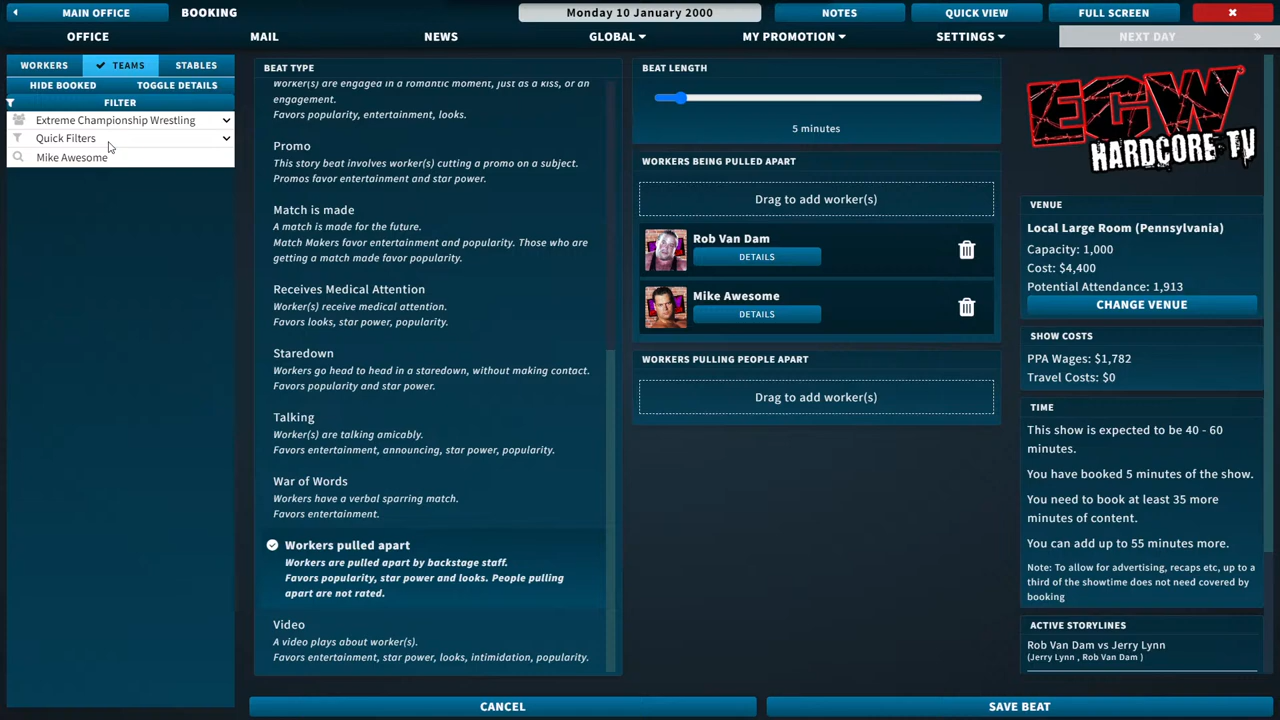 MAIN OFFICE
BOOKING
Monday 10 January 2000
NOTES
QUICK VIEW
FULL SCREEN
OFFICE
MAIL
NEWS
GLOBAL
MY PROMOTION
SETTINGS
NEXT DAY
WORKERS
TEAMS
STABLES
HIDE BOOKED
TOGGLE DETAILS
FILTER
Extreme Championship Wrestling
Quick Filters
Mike Awesome
BEAT TYPE
Worker(s) are engaged in a romantic moment, just as a kiss, or an
engagement.
Favors popularity, entertainment, looks.
Promo
This story beat involves worker(s) cutting a promo on a subject.
Promos favor entertainment and star power.
Match is made
A match is made for the future.
Match Makers favor entertainment and popularity. Those who are
getting a match made favor popularity.
Receives Medical Attention
Worker(s) receive medical attention.
Favors looks, star power, popularity.
Staredown
Workers go head to head in a staredown, without making contact.
Favors popularity and star power.
Talking
Worker(s) are talking amicably.
Favors entertainment, announcing, star power, popularity.
War of Words
Workers have a verbal sparring match.
Favors entertainment.
Workers pulled apart
Workers are pulled apart by backstage staff.
Favors popularity, star power and looks. People pulling
apart are not rated.
Video
A video plays about worker(s).
Favors entertainment, star power, looks, intimidation, popularity.
BEAT LENGTH
5 minutes
WORKERS BEING PULLED APART
Drag to add worker(s)
Rob Van Dam
DETAILS
Mike Awesome
DETAILS
WORKERS PULLING PEOPLE APART
Drag to add worker(s)
CANCEL
SAVE BEAT
ECW
HARDCORE TV
VENUE
Local Large Room (Pennsylvania)
Capacity: 1,000
Cost: $4,400
Potential Attendance: 1,913
CHANGE VENUE
SHOW COSTS
PPA Wages: $1,782
Travel Costs: $0
TIME
This show is expected to be 40 - 60
minutes.
You have booked 5 minutes of the show.
You need to book at least 35 more
minutes of content.
You can add up to 55 minutes more.
Note: To allow for advertising, recaps etc, up to a
third of the showtime does not need covered by
booking
ACTIVE STORYLINES
Rob Van Dam vs Jerry Lynn
(Jerry Lynn , Rob Van Dam )